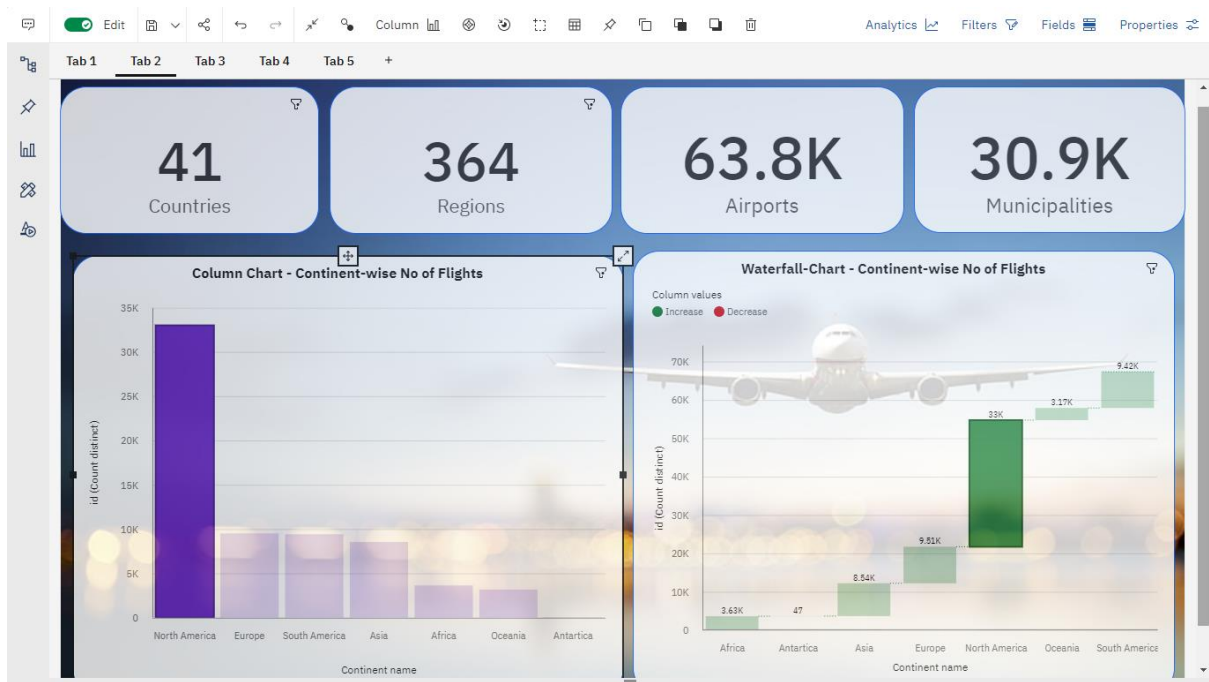 Edit Column Analytics Filters Fields Properties
Tab 1 Tab 2 Tab 3 Tab 4 Tab 5 +
41
Countries
364
Regions
63.8K
Airports
30.9K
Municipalities
Column Chart - Continent-wise No of Flights
id (Count distinct)
35K
30K
25K
20K
15K
10K
5K
0
North America Europe South America Asia Africa Oceania Antartica
Continent name
Waterfall-Chart - Continent-wise No of Flights
Column values
Increase Decrease
id (Count distinct)
70K
60K
50K
40K
30K
20K
10K
0
3.63K
47
8.54K
9.51K
33K
3.17K
9.42K
Africa Antartica Asia Europe North America Oceania South America
Continent name